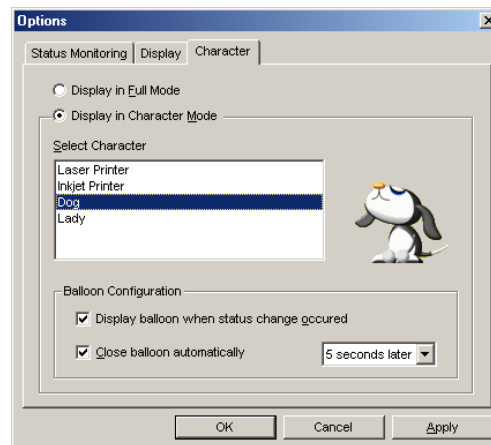 Options
Status Monitoring Display Character
Display in Full Mode
Display in Character Mode
Select Character
Laser Printer
Inkjet Printer
Dog
Lady
Balloon Configuration
Display balloon when status change occured
Close balloon automatically 5 seconds later
OK Cancel Apply